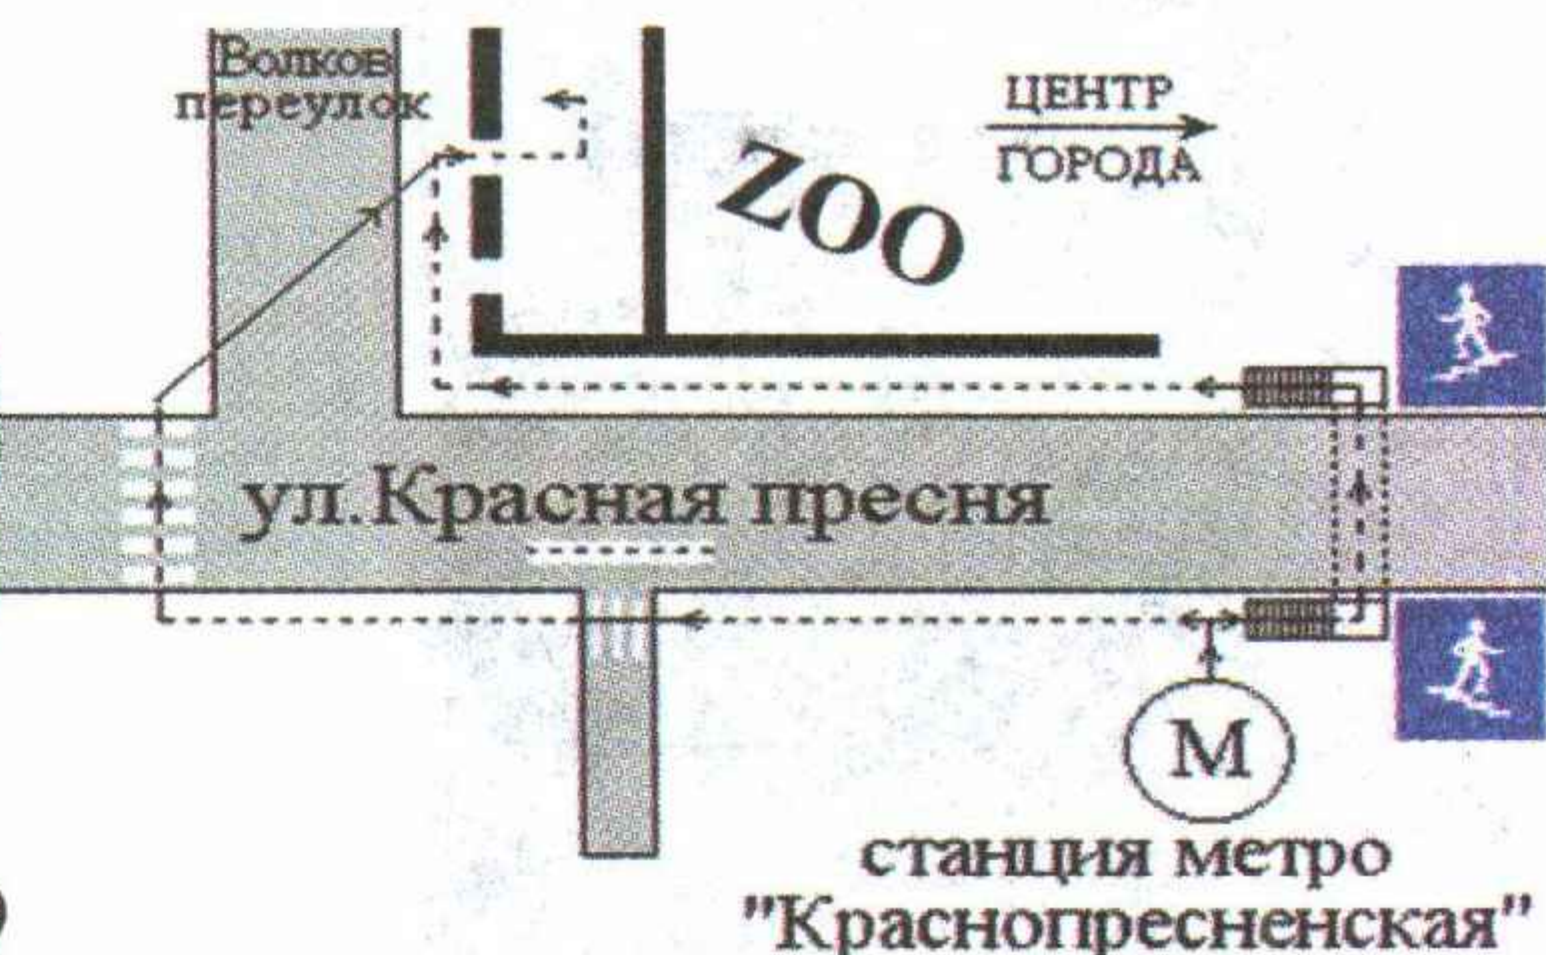 Волков
переулок
ЦЕНТР
ГОРОДА
ZOO
ул.Красная пресня
М
станция метро
"Краснопресненская"